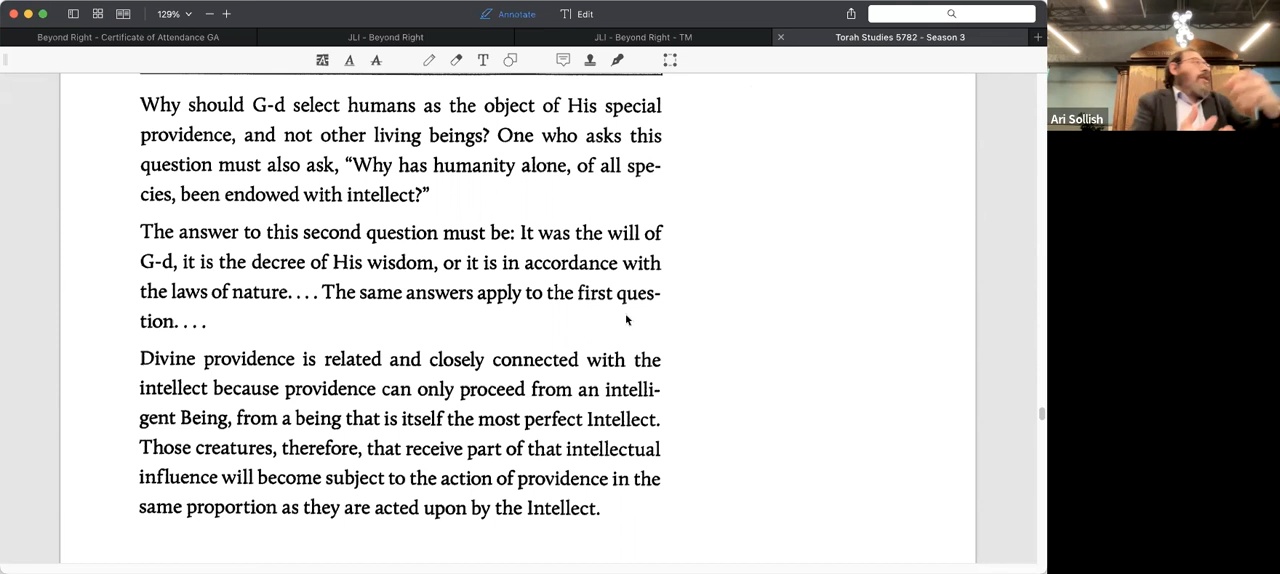 129%
Annotate
Edit
Beyond Right - Certificate of Attendance GA
JLI - Beyond Right
JLI - Beyond Right - TM
Torah Studies 5782 - Season 3
Why should G-d select humans as the object of His special
providence, and not other living beings? One who asks this
question must also ask, “Why has humanity alone, of all spe-
cies, been endowed with intellect?”
The answer to this second question must be: It was the will of
G-d, it is the decree of His wisdom, or it is in accordance with
the laws of nature. . . . The same answers apply to the first ques-
tion. . . .
Divine providence is related and closely connected with the
intellect because providence can only proceed from an intelli-
gent Being, from a being that is itself the most perfect Intellect.
Those creatures, therefore, that receive part of that intellectual
influence will become subject to the action of providence in the
same proportion as they are acted upon by the Intellect.
Ari Sollish